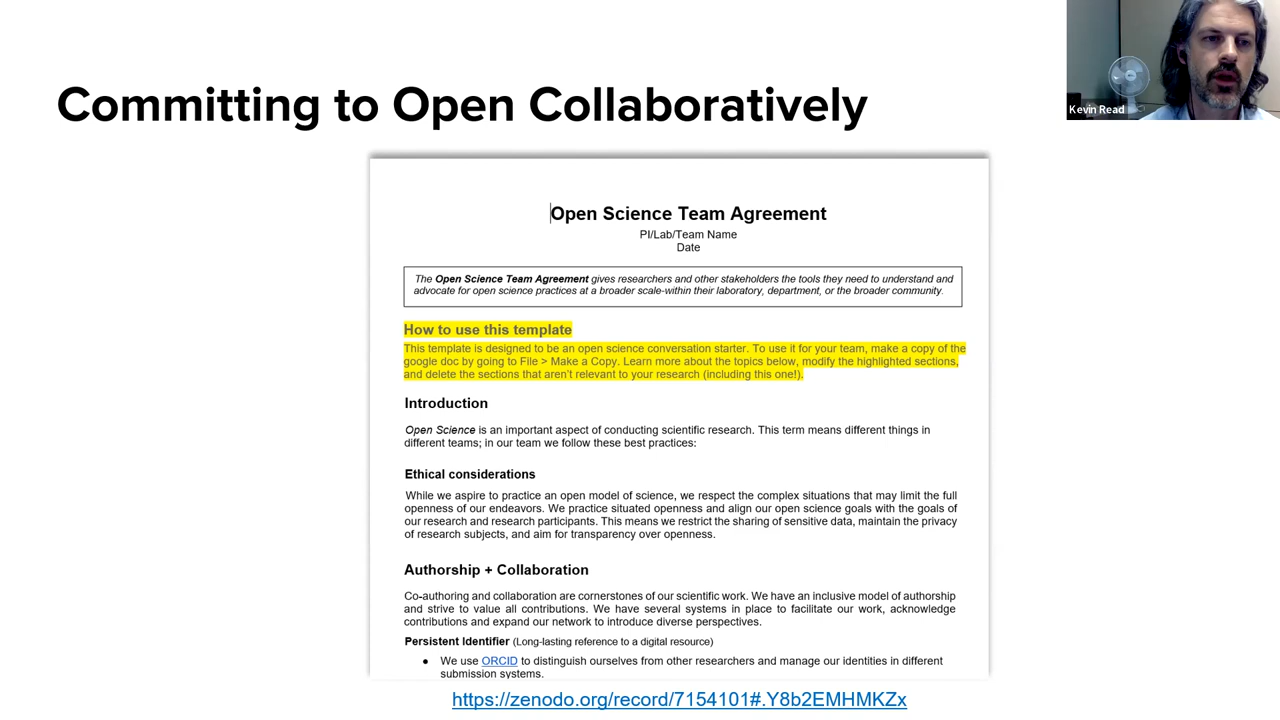 Committing to Open Collaboratively
Kevin Read
Open Science Team Agreement
PI/Lab/Team Name
Date
The Open Science Team Agreement gives researchers and other stakeholders the tools they need to understand and
advocate for open science practices at a broader scale-within their laboratory, department, or the broader community.
How to use this template
This template is designed to be an open science conversation starter. To use it for your team, make a copy of the
google doc by going to File > Make a Copy. Learn more about the topics below, modify the highlighted sections,
and delete the sections that aren't relevant to your research (including this one!).
Introduction
Open Science is an important aspect of conducting scientific research. This term means different things in
different teams; in our team we follow these best practices:
Ethical considerations
While we aspire to practice an open model of science, we respect the complex situations that may limit the full
openness of our endeavors. We practice situated openness and align our open science goals with the goals of
our research and research participants. This means we restrict the sharing of sensitive data, maintain the privacy
of research subjects, and aim for transparency over openness.
Authorship + Collaboration
Co-authoring and collaboration are cornerstones of our scientific work. We have an inclusive model of authorship
and strive to value all contributions. We have several systems in place to facilitate our work, acknowledge
contributions and expand our network to introduce diverse perspectives.
Persistent Identifier (Long-lasting reference to a digital resource)
● We use ORCID to distinguish ourselves from other researchers and manage our identities in different
submission systems.
https://zenodo.org/record/7154101#.Y8b2EMHMKZx